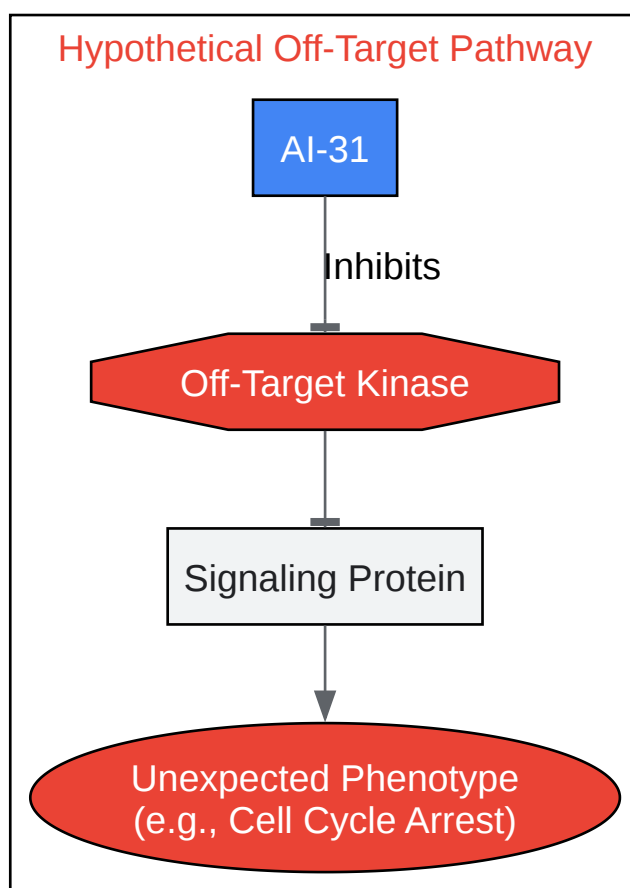 Hypothetical Off-Target Pathway
AI-31
Inhibits
Off-Target Kinase
Signaling Protein
Unexpected Phenotype
(e.g., Cell Cycle Arrest)